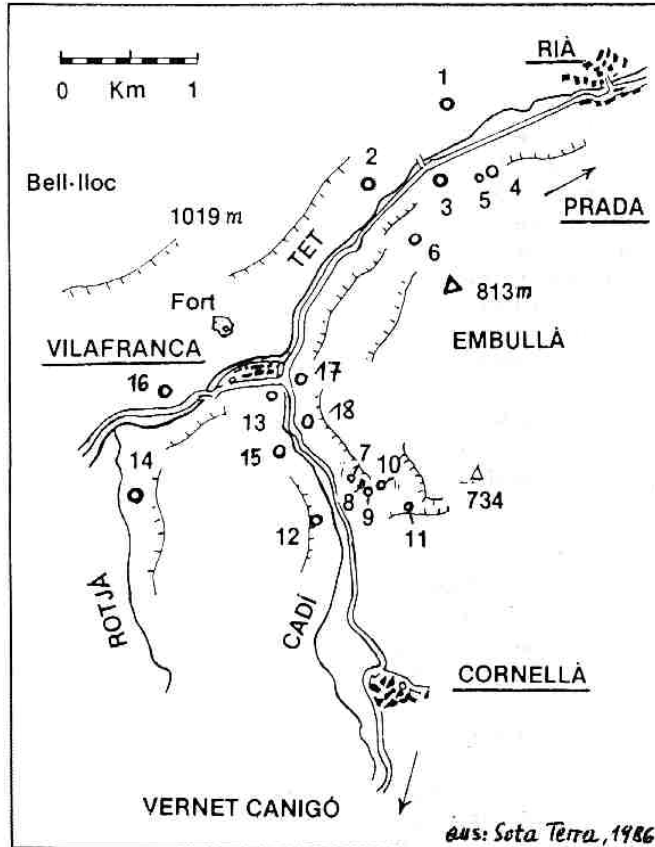 RIÀ
0 Km 1
1
2
Bell·lloc
3
5
4
PRADA
1019 m
TET
6
813m
Fort
EMBULLÀ
VILAFRANCA
16
17
13
18
15
7
10
14
8
9
734
12
11
ROTJÀ
CADÍ
CORNELLÀ
VERNET CANIGÓ
aus: Sota Terra, 1986